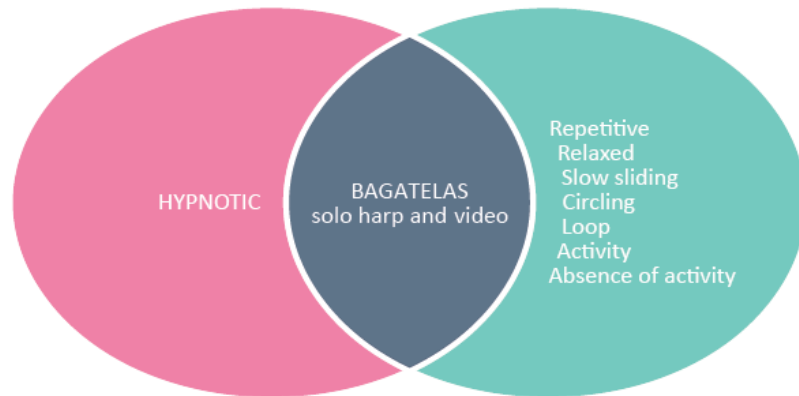 HYPNOTIC
BAGATELAS
solo harp and video
Repetitive
Relaxed
Slow sliding
Circling
Loop
Activity
Absence of activity